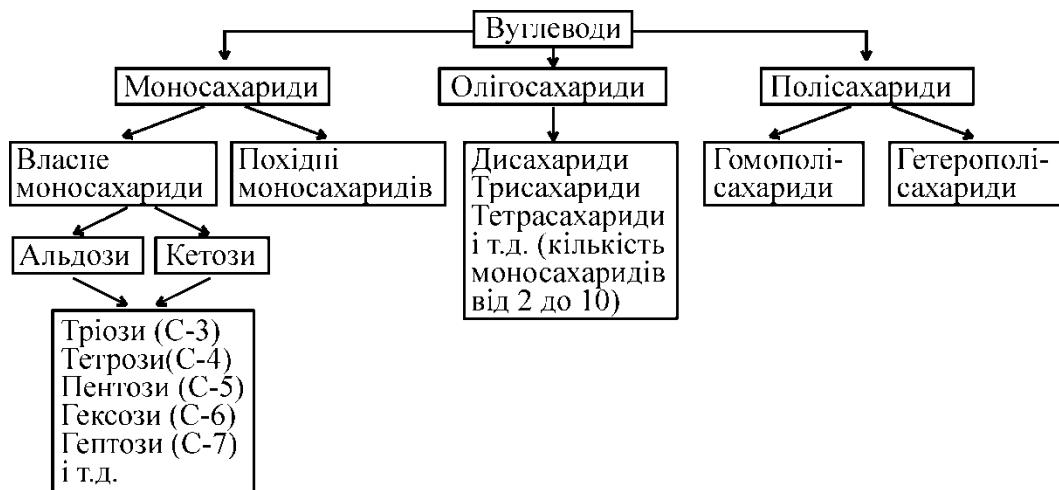 Вуглеводи
Моносахариди
Олігосахариди
Полісахариди
Власне
моносахариди
Похідні
моносахаридів
Дисахариди
Трисахариди
Тетрасахариди
і т.д. (кількість
моносахаридів
від 2 до 10)
Гомополі-
сахариди
Гетерополі-
сахариди
Альдози
Кетози
Тріози (С-3)
Тетрози(С-4)
Пентози (С-5)
Гексози (С-6)
Гептози (С-7)
і т.д.